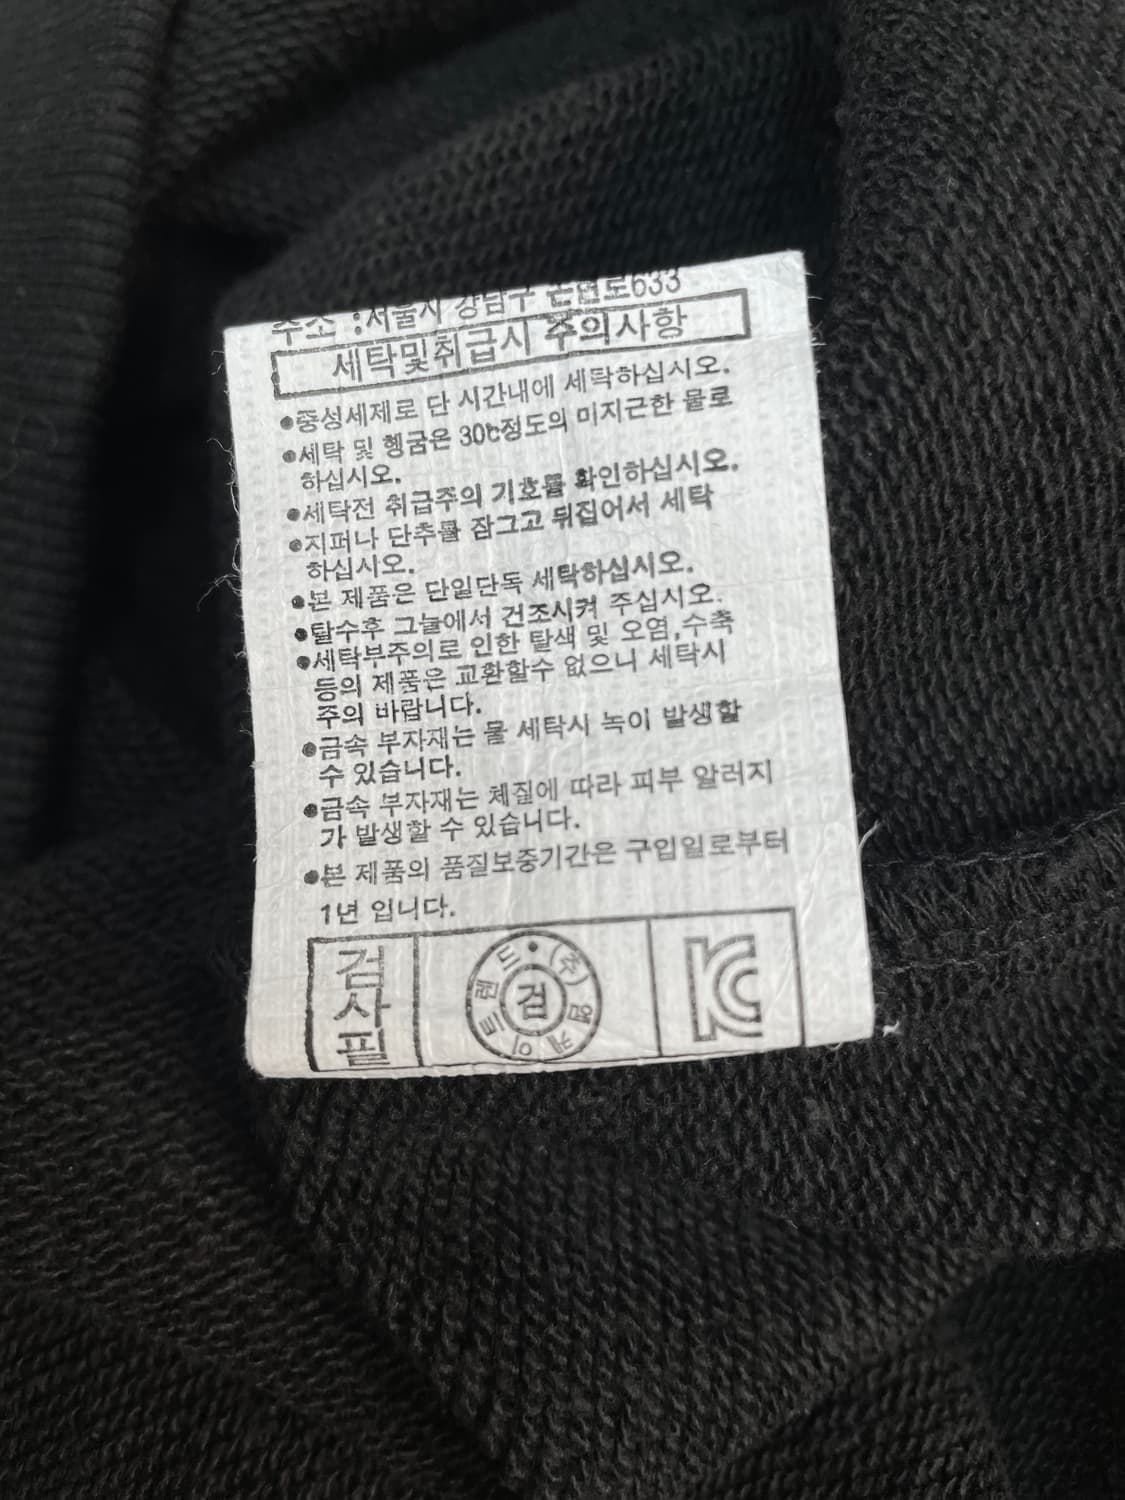 주소 :서울시 강남구 논현로633
세탁및취급시 주의사항
●중성세제로 단 시간내에 세탁하십시오.
●세탁 및 헹굼은 30℃정도의 미지근한 물로
하십시오.
●세탁전 취급주의 기호를 확인하십시오.
●지퍼나 단추를 잠그고 뒤집어서 세탁
하십시오.
●본 제품은 단일단독 세탁하십시오.
●탈수후 그늘에서 건조시켜 주십시오.
●세탁부주의로 인한 탈색 및 오염,수축
등의 제품은 교환할수 없으니 세탁시
주의 바랍니다.
●금속 부자재는 물 세탁시 녹이 발생할
수 있습니다.
●금속 부자재는 체질에 따라 피부 알러지
가 발생할 수 있습니다.
●본 제품의 품질보증기간은 구입일로부터
1년 입니다.
검사필
(주)엠케이트렌드
검
KC